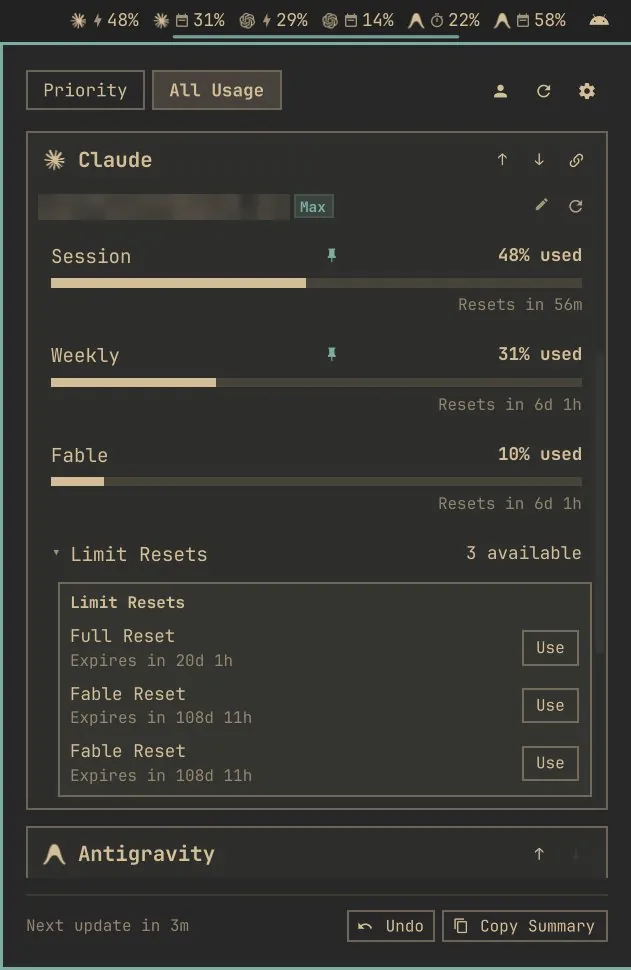 48% 31% 29% 14% 22% 58%
Priority All Usage
Claude
Max
Session 48% used
Resets in 56m
Weekly 31% used
Resets in 6d 1h
Fable 10% used
Resets in 6d 1h
Limit Resets 3 available
Limit Resets
Full Reset
Expires in 20d 1h
Use
Fable Reset
Expires in 108d 11h
Use
Fable Reset
Expires in 108d 11h
Use
Antigravity
Next update in 3m Undo Copy Summary